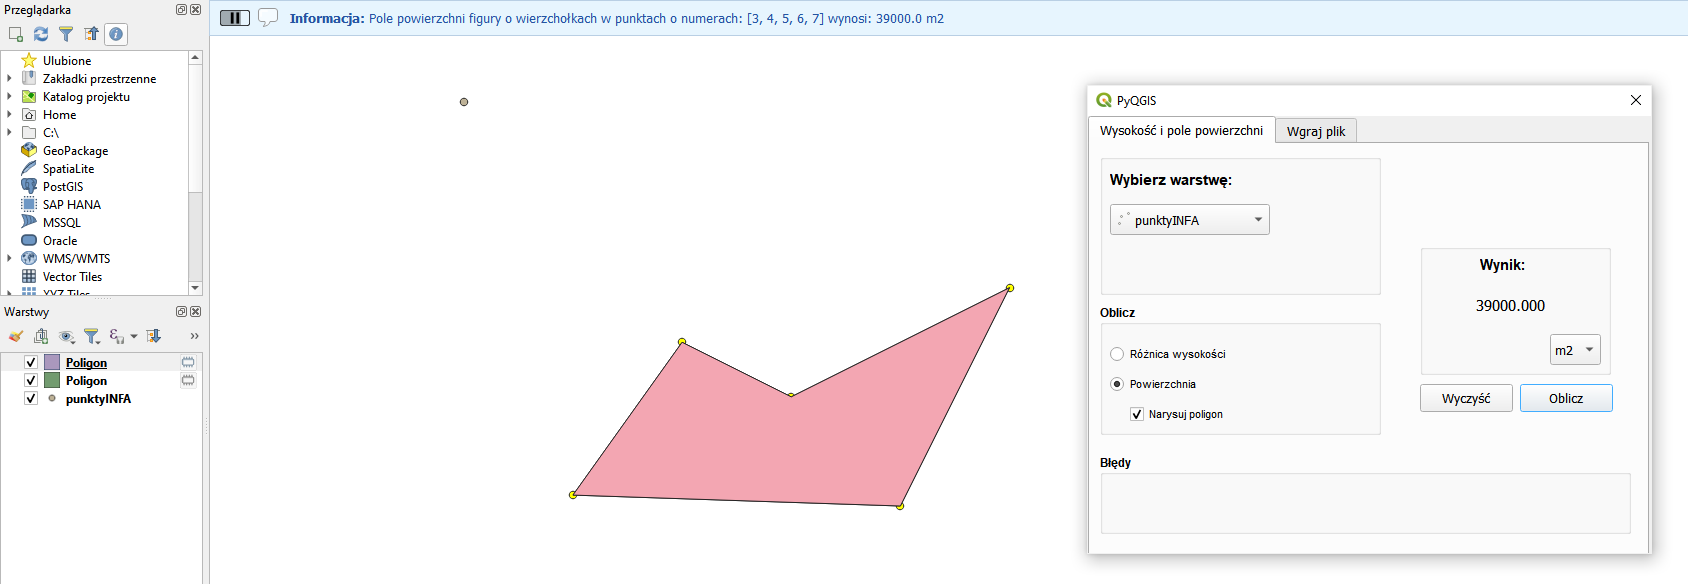 Przeglądarka
Informacja: Pole powierzchni figury o wierzchołkach w punktach o numerach: [3, 4, 5, 6, 7] wynosi: 39000.0 m2
Ulubione
Zakładki przestrzenne
Katalog projektu
Home
C:\
GeoPackage
SpatiaLite
PostGIS
SAP HANA
MSSQL
Oracle
WMS/WMTS
Vector Tiles
XYZ Tiles
Warstwy
Poligon
Poligon
punktyINFA
PyQGIS
Wysokość i pole powierzchni
Wgraj plik
Wybierz warstwę:
punktyINFA
Oblicz
Różnica wysokości
Powierzchnia
Narysuj poligon
Wynik:
39000.000
m2
Wyczyść
Oblicz
Błędy